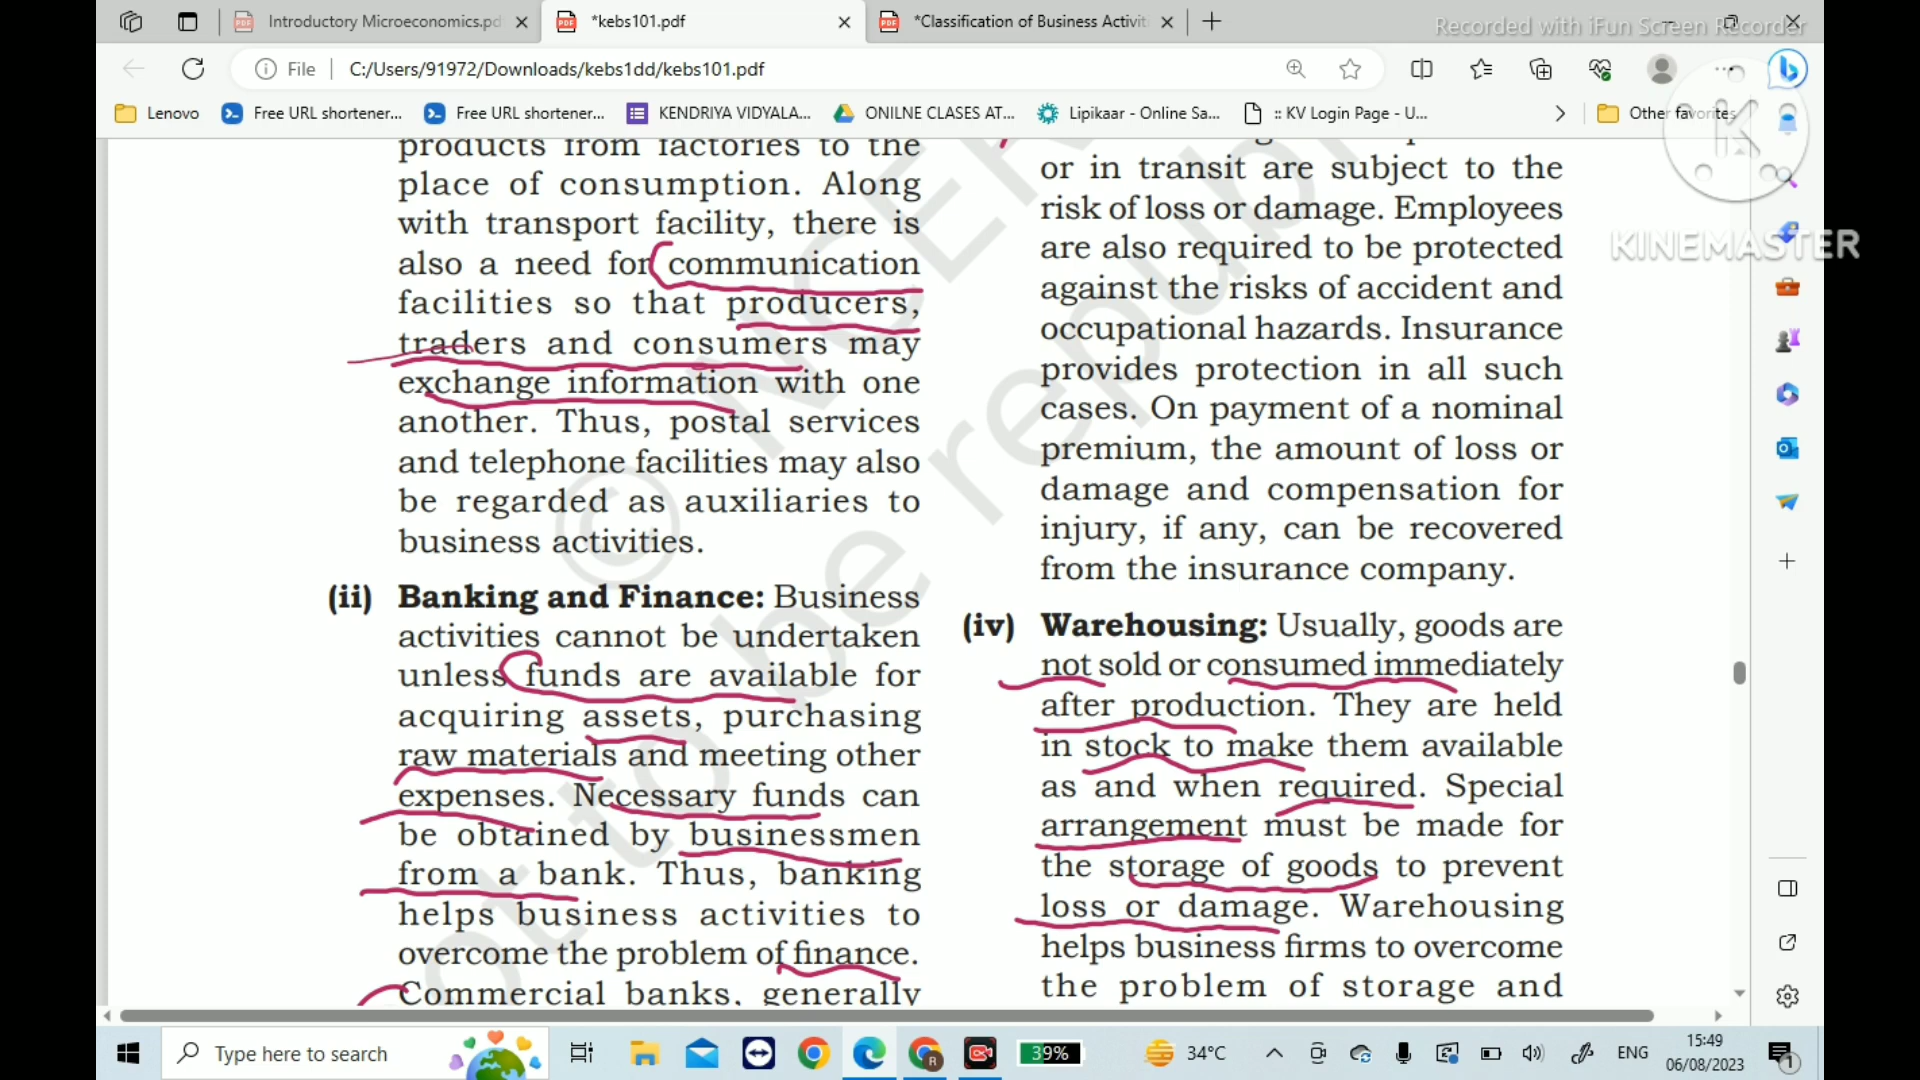 Introductory Microeconomics.pd
*kebs101.pdf
*Classification of Business Activiti
Recorded with iFun Screen Recorder
File
C:/Users/91972/Downloads/kebs1dd/kebs101.pdf
Lenovo
Free URL shortener...
Free URL shortener...
KENDRIYA VIDYALA...
ONILNE CLASES AT...
Lipikaar - Online Sa...
:: KV Login Page - U...
Other favorites
KINEMASTER
products from factories to the
place of consumption. Along
with transport facility, there is
also a need for communication
facilities so that producers,
traders and consumers may
exchange information with one
another. Thus, postal services
and telephone facilities may also
be regarded as auxiliaries to
business activities.
(ii) Banking and Finance: Business
activities cannot be undertaken
unless funds are available for
acquiring assets, purchasing
raw materials and meeting other
expenses. Necessary funds can
be obtained by businessmen
from a bank. Thus, banking
helps business activities to
overcome the problem of finance.
Commercial banks, generally
or in transit are subject to the
risk of loss or damage. Employees
are also required to be protected
against the risks of accident and
occupational hazards. Insurance
provides protection in all such
cases. On payment of a nominal
premium, the amount of loss or
damage and compensation for
injury, if any, can be recovered
from the insurance company.
(iv) Warehousing: Usually, goods are
not sold or consumed immediately
after production. They are held
in stock to make them available
as and when required. Special
arrangement must be made for
the storage of goods to prevent
loss or damage. Warehousing
helps business firms to overcome
the problem of storage and
Type here to search
39%
34°C
ENG
15:49
06/08/2023
1